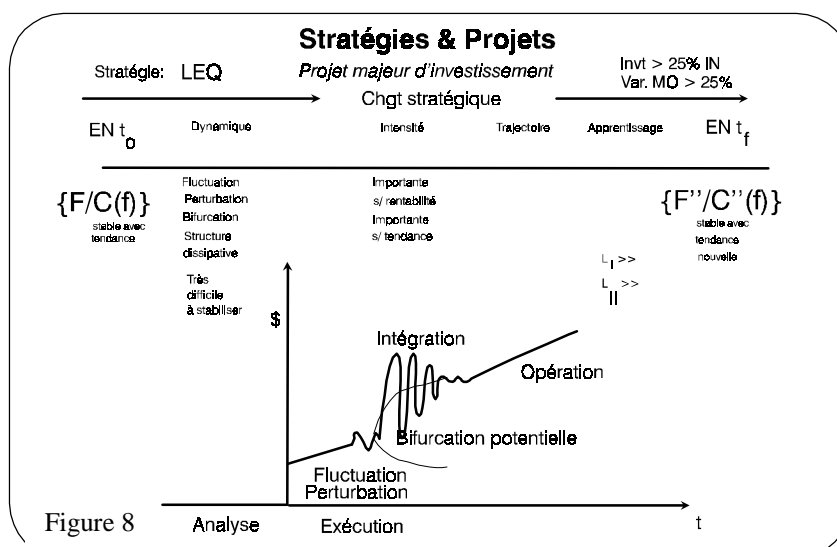 Stratégies & Projets
Stratégie: LEQ
Projet majeur d'investissement
Invt > 25% IN
Var. MO > 25%
Chgt stratégique
EN t0
Dynamique
Intensité
Trajectoire
Apprentissage
EN tf
{F/C(f)}
stable avec
tendance
Fluctuation
Perturbation
Bifurcation
Structure
dissipative
Très
difficile
à stabiliser
Importante
s/ rentabilité
Importante
s/ tendance
{F''/C''(f)}
stable avec
tendance
nouvelle
L I >>
L II >>
$
Intégration
Opération
Bifurcation potentielle
Fluctuation
Perturbation
Figure 8
Analyse
Exécution
t